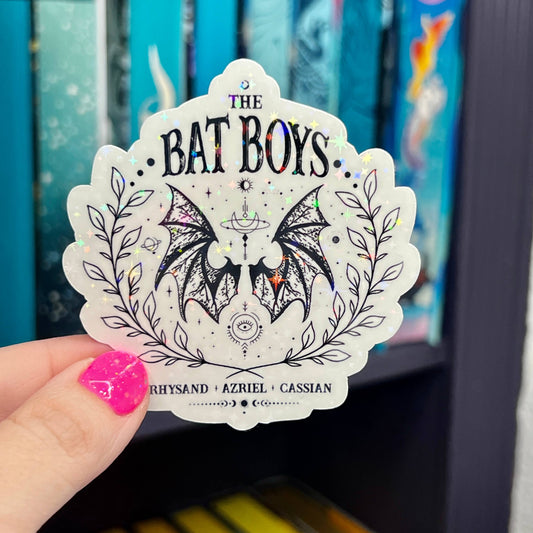 THE
BAT BOYS
RHYSAND + AZRIEL + CASSIAN